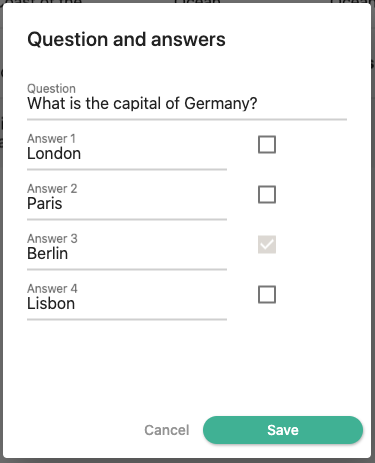 Question and answers
Question
What is the capital of Germany?
Answer 1
London
Answer 2
Paris
Answer 3
Berlin
Answer 4
Lisbon
Cancel Save